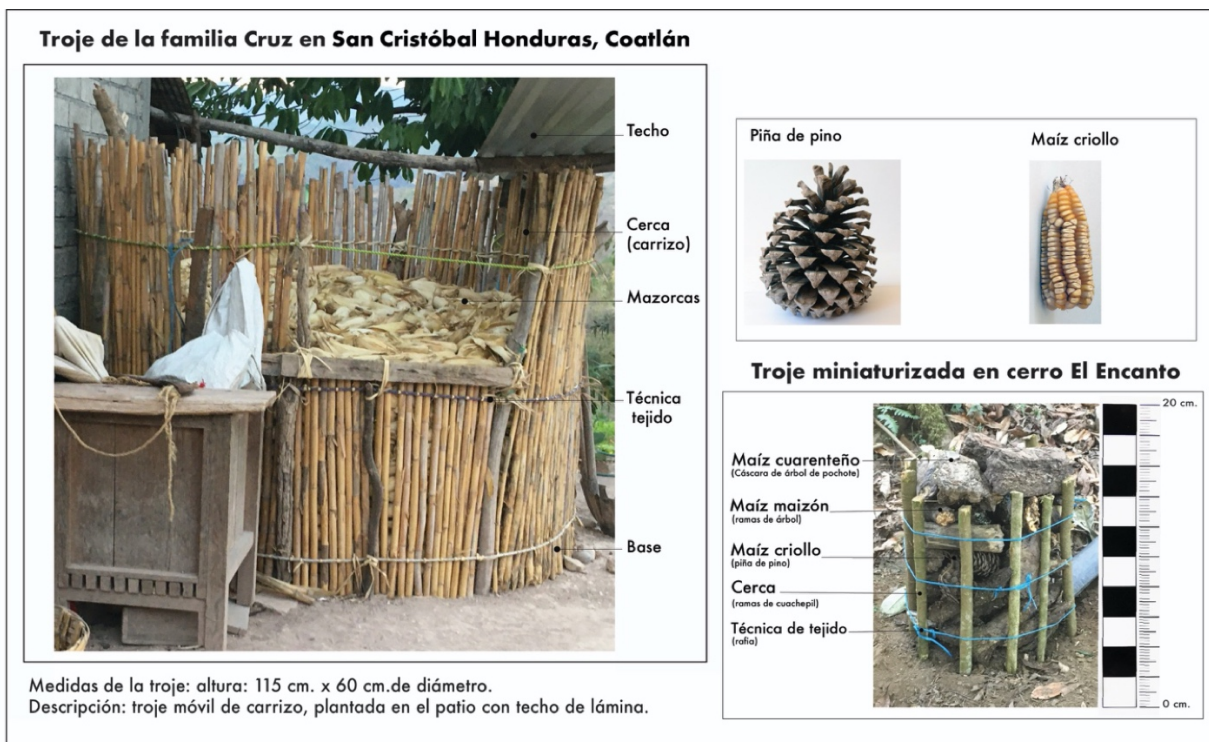 Troje de la familia Cruz en San Cristóbal Honduras, Coatlán
Techo
Cerca
(carrizo)
Mazorcas
Técnica
tejido
Base
Medidas de la troje: altura: 115 cm. x 60 cm.de diámetro.
Descripción: troje móvil de carrizo, plantada en el patio con techo de lámina.
Piña de pino
Maíz criollo
Troje miniaturizada en cerro El Encanto
20 cm.
Maíz cuarenteño
(Cáscara de árbol de pochote)
Maíz maizón
(ramas de árbol)
Maíz criollo
(piña de pino)
Cerca
(ramas de cuachepil)
Técnica de tejido
(rafia)
0 cm.